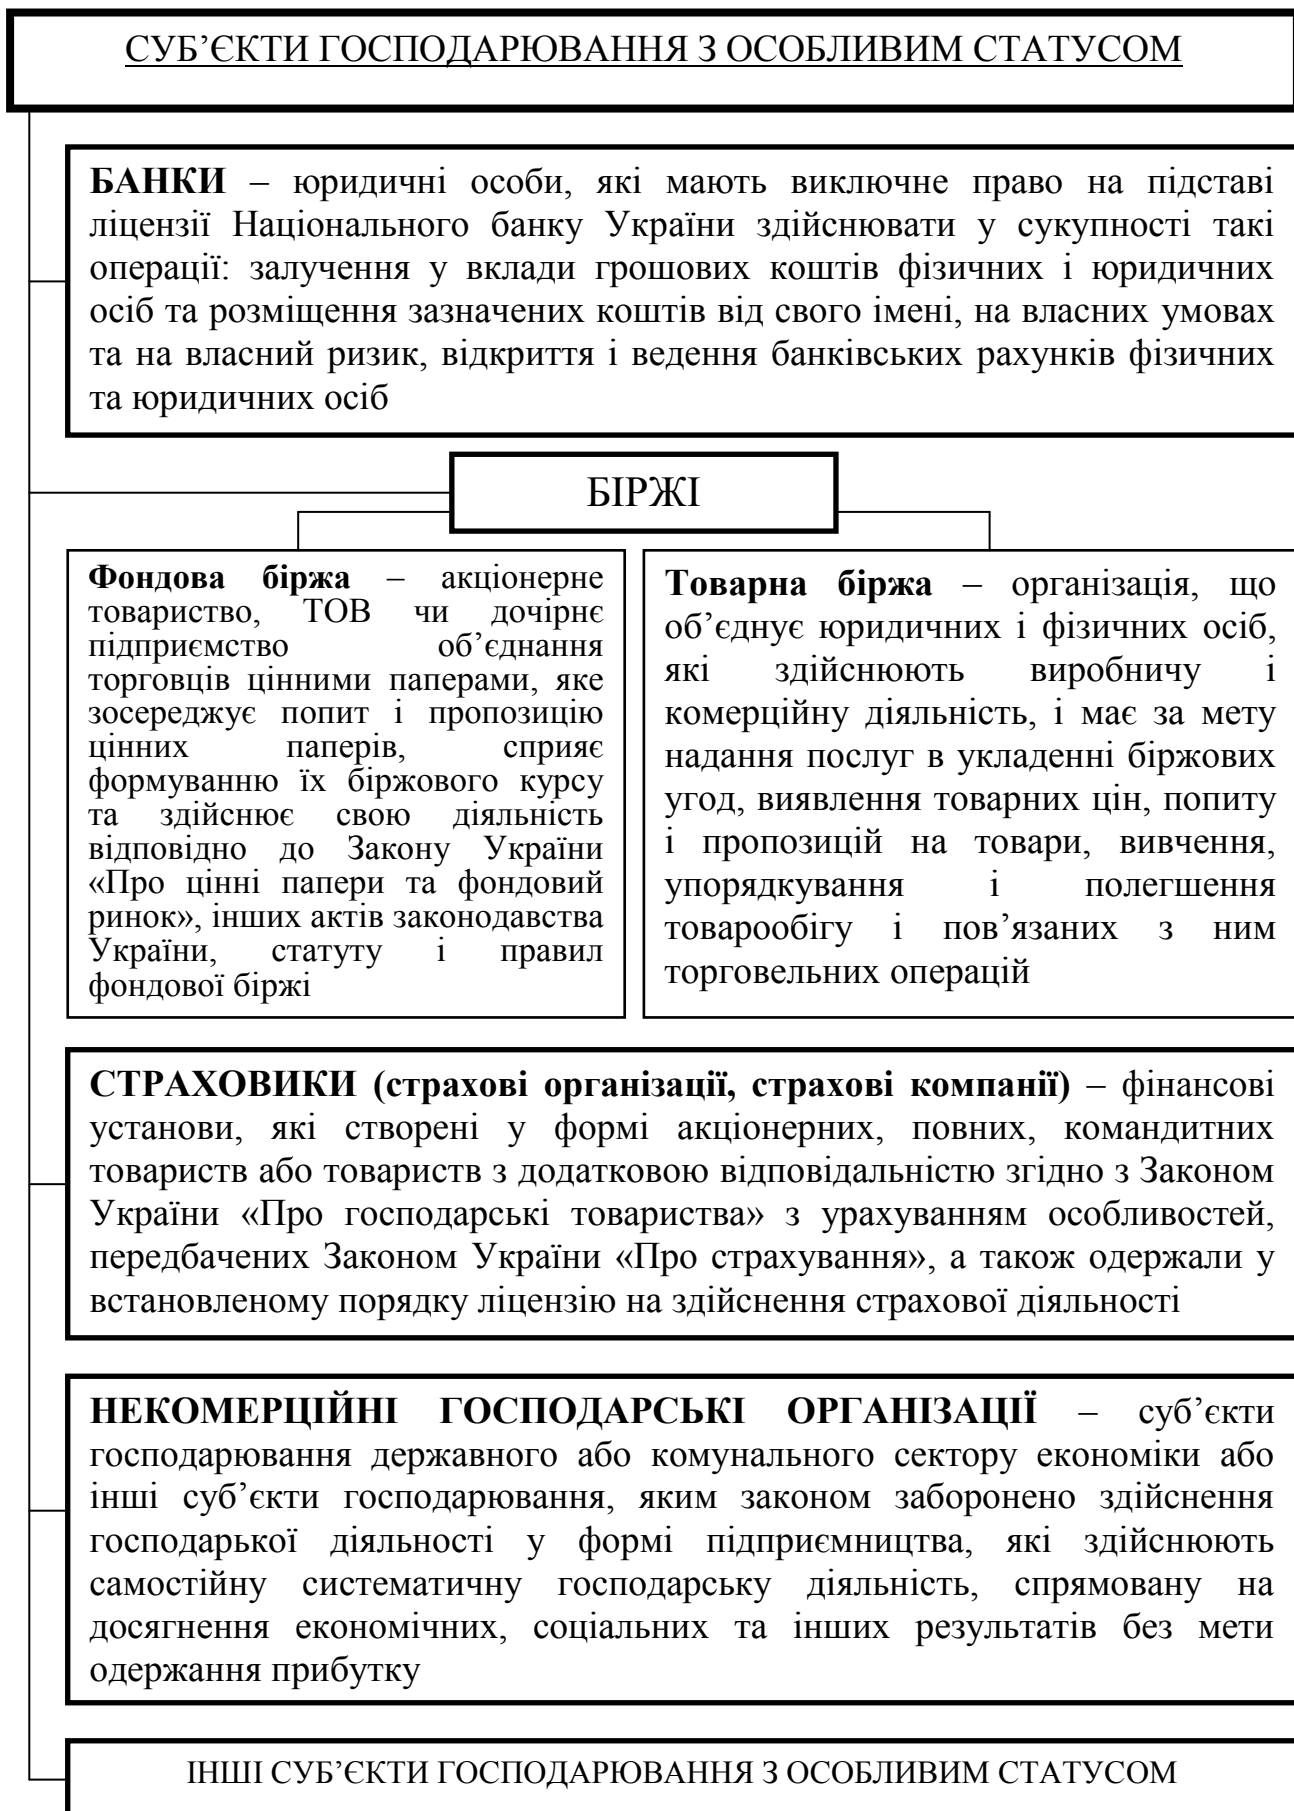 СУБ’ЄКТИ ГОСПОДАРЮВАННЯ З ОСОБЛИВИМ СТАТУСОМ
БАНКИ – юридичні особи, які мають виключне право на підставі
ліцензії Національного банку України здійснювати у сукупності такі
операції: залучення у вклади грошових коштів фізичних і юридичних
осіб та розміщення зазначених коштів від свого імені, на власних умовах
та на власний ризик, відкриття і ведення банківських рахунків фізичних
та юридичних осіб
БІРЖІ
Фондова біржа – акціонерне
товариство, ТОВ чи дочірнє
підприємство об’єднання
торговців цінними паперами, яке
зосереджує попит і пропозицію
цінних паперів, сприяє
формуванню їх біржового курсу
та здійснює свою діяльність
відповідно до Закону України
«Про цінні папери та фондовий
ринок», інших актів законодавства
України, статуту і правил
фондової біржі
Товарна біржа – організація, що
об’єднує юридичних і фізичних осіб,
які здійснюють виробничу і
комерційну діяльність, і має за мету
надання послуг в укладенні біржових
угод, виявлення товарних цін, попиту
і пропозицій на товари, вивчення,
упорядкування і полегшення
товарообігу і пов’язаних з ним
торговельних операцій
СТРАХОВИКИ (страхові організації, страхові компанії) – фінансові
установи, які створені у формі акціонерних, повних, командитних
товариств або товариств з додатковою відповідальністю згідно з Законом
України «Про господарські товариства» з урахуванням особливостей,
передбачених Законом України «Про страхування», а також одержали у
встановленому порядку ліцензію на здійснення страхової діяльності
НЕКОМЕРЦІЙНІ ГОСПОДАРСЬКІ ОРГАНІЗАЦІЇ – суб’єкти
господарювання державного або комунального сектору економіки або
інші суб’єкти господарювання, яким законом заборонено здійснення
господарької діяльності у формі підприємництва, які здійснюють
самостійну систематичну господарську діяльність, спрямовану на
досягнення економічних, соціальних та інших результатів без мети
одержання прибутку
ІНШІ СУБ’ЄКТИ ГОСПОДАРЮВАННЯ З ОСОБЛИВИМ СТАТУСОМ